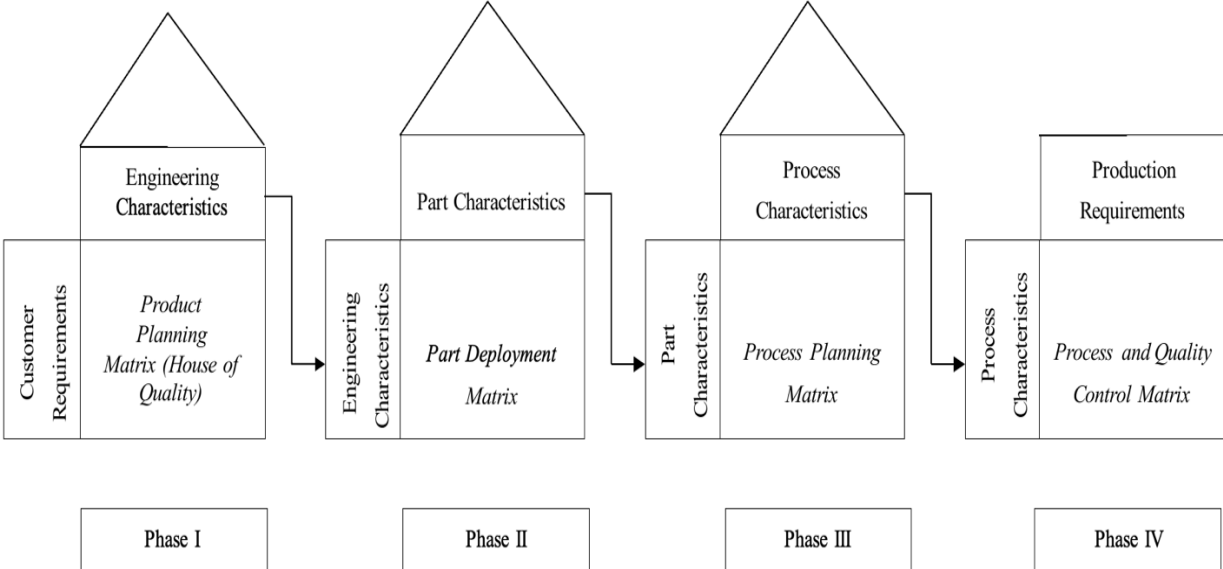 Engineering
Characteristics
Customer
Requirements
Product
Planning
Matrix (House of
Quality)
Part Characteristics
Engineering
Characteristics
Part Deployment
Matrix
Process
Characteristics
Part
Characteristics
Process Planning
Matrix
Production
Requirements
Process
Characteristics
Process and Quality
Control Matrix
Phase I
Phase II
Phase III
Phase IV